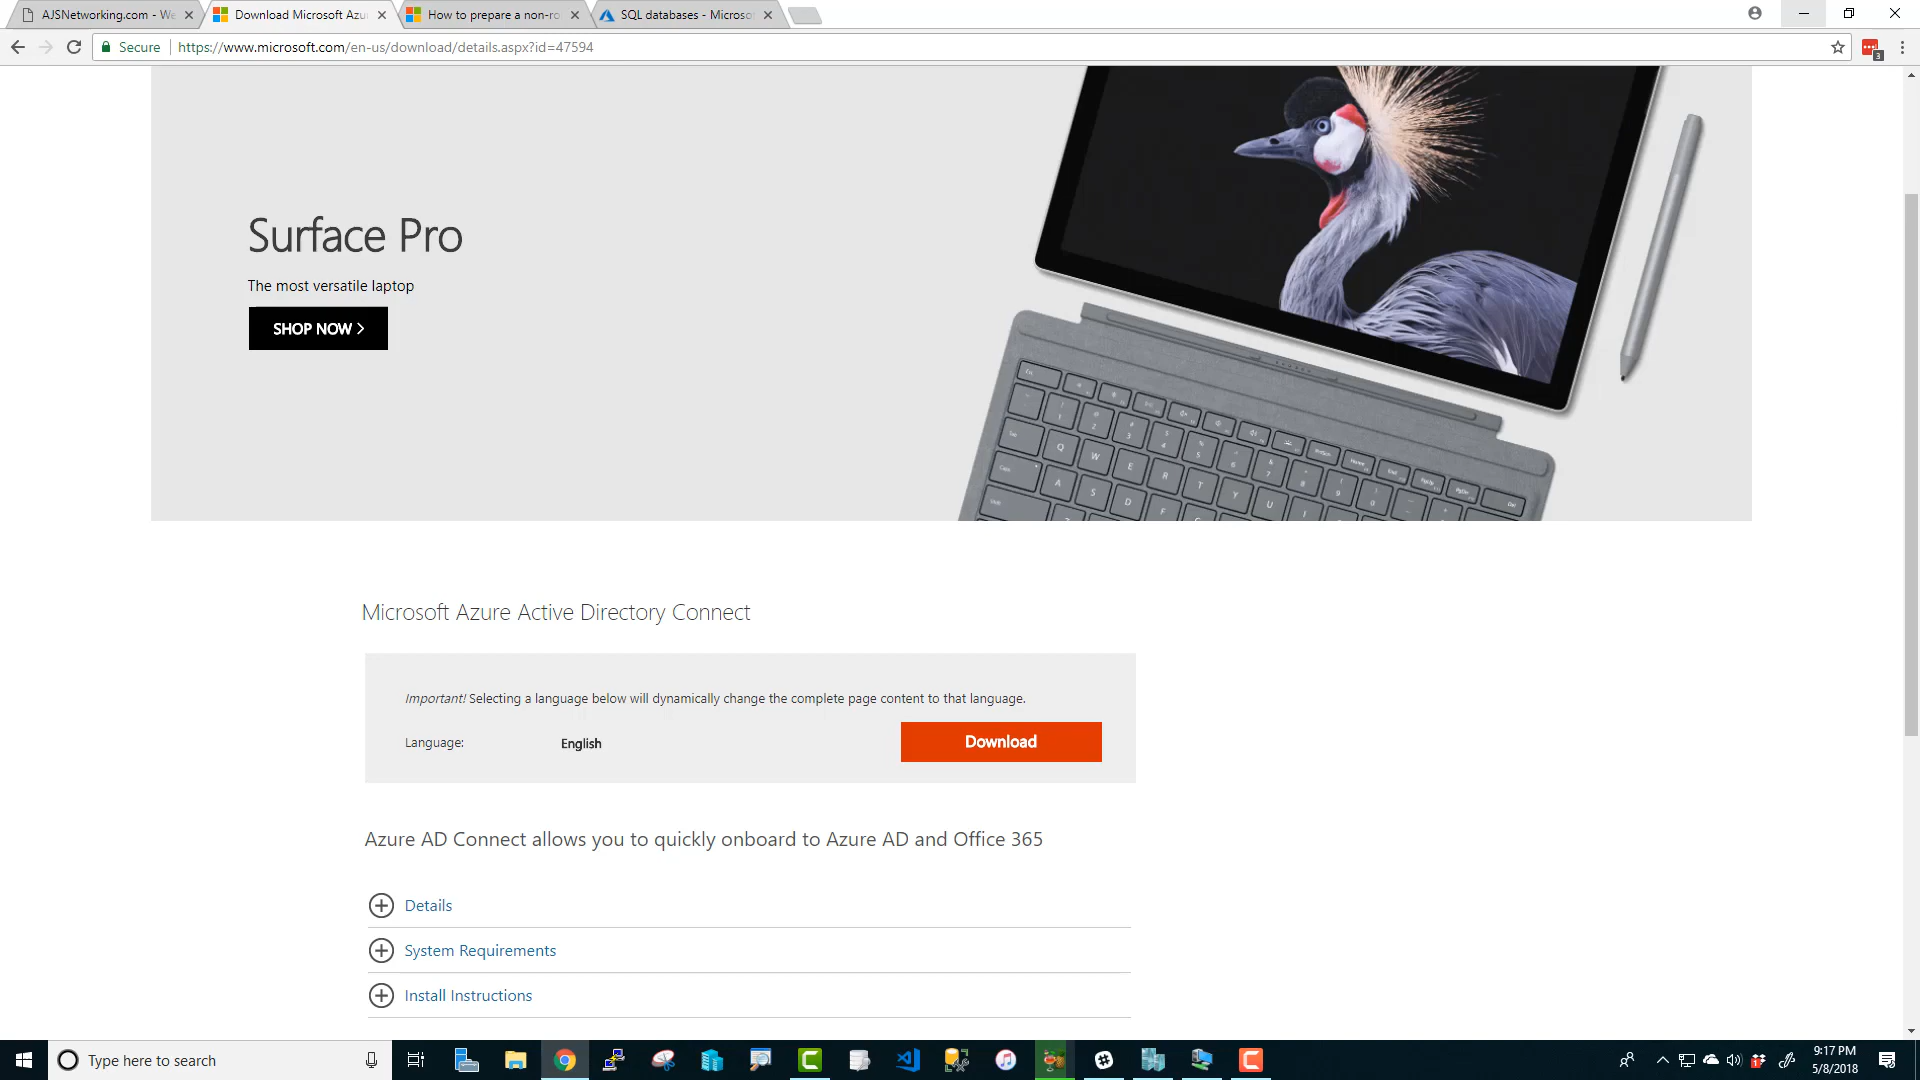 AJSNetworking.com - We
Download Microsoft Azu
How to prepare a non-ro
SQL databases - Microso
Secure
https://www.microsoft.com/en-us/download/details.aspx?id=47594
3
Surface Pro
The most versatile laptop
SHOP NOW >
Q W E R T Y U
A S D F
Microsoft Azure Active Directory Connect
Important! Selecting a language below will dynamically change the complete page content to that language.
Language:
English
Download
Azure AD Connect allows you to quickly onboard to Azure AD and Office 365
Details
System Requirements
Install Instructions
Type here to search
9:17 PM
5/8/2018